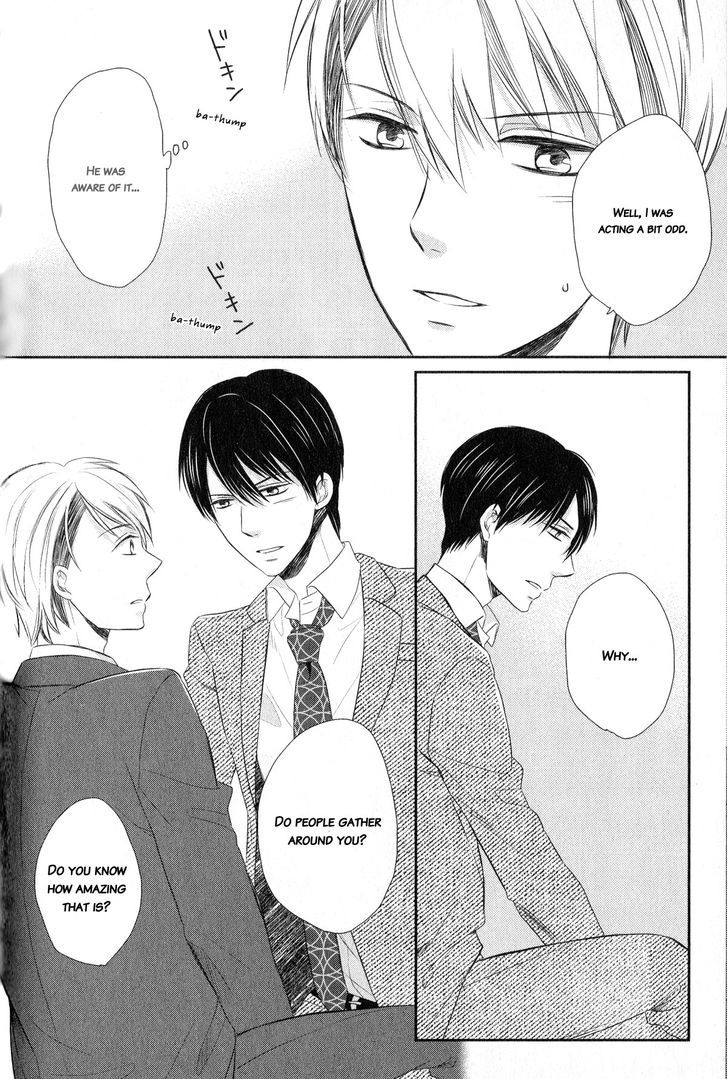 WELL, I WAS
ACTING A BIT ODD.
ドキン
ba-thump
HE WAS
AWARE OF IT...
ドキン
ba-thump
WHY...
DO PEOPLE GATHER
AROUND YOU?
DO YOU KNOW
HOW AMAZING
THAT IS?